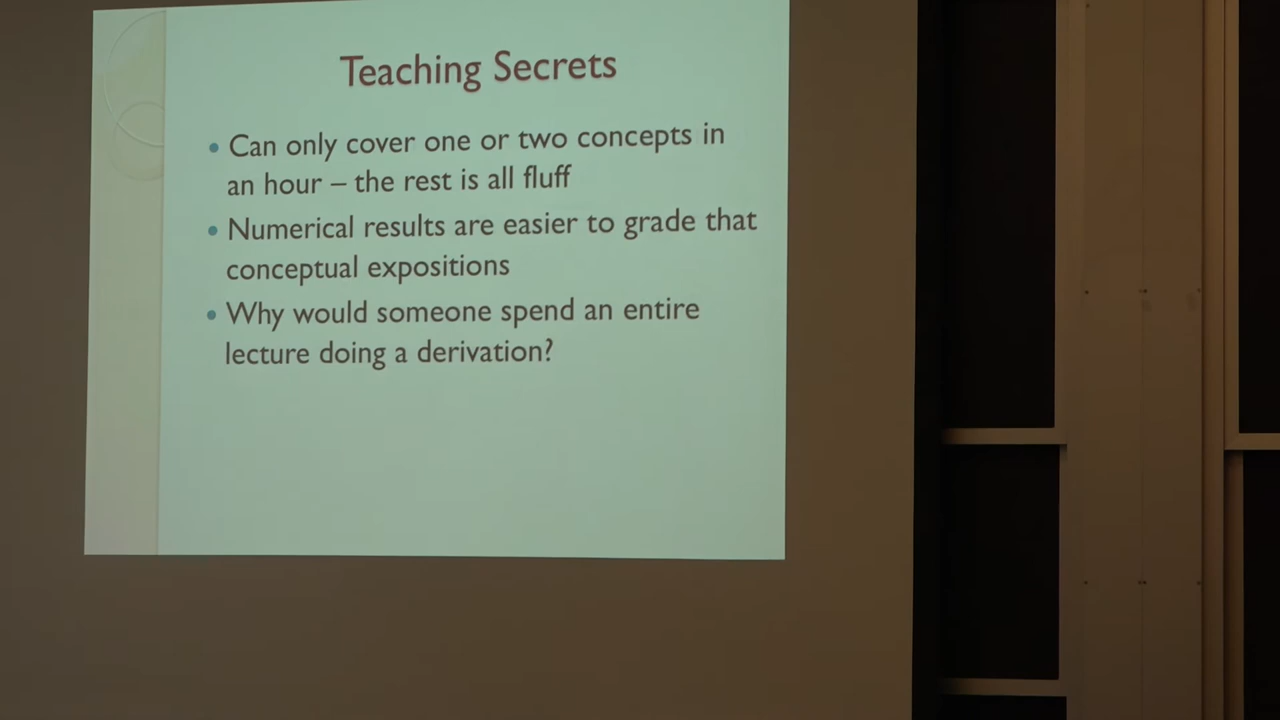 Teaching Secrets
• Can only cover one or two concepts in
an hour – the rest is all fluff
• Numerical results are easier to grade that
conceptual expositions
• Why would someone spend an entire
lecture doing a derivation?